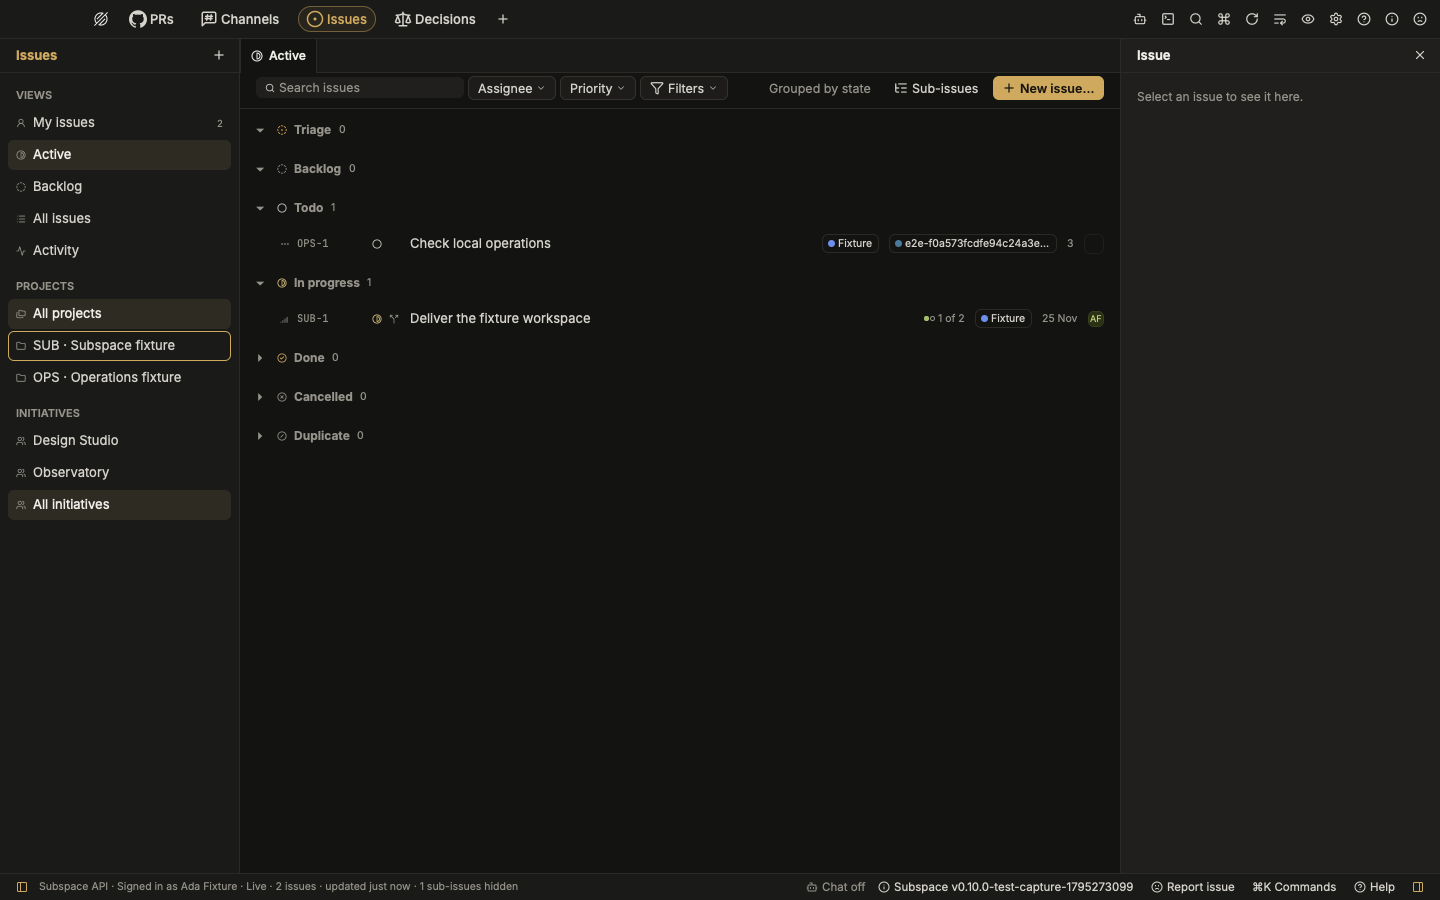 PRs Channels Issues Decisions
Issues
Active
Issue
VIEWS
My issues 2
Active
Backlog
All issues
Activity
PROJECTS
All projects
SUB · Subspace fixture
OPS · Operations fixture
INITIATIVES
Design Studio
Observatory
All initiatives
Search issues Assignee Priority Filters Grouped by state Sub-issues New issue...
Triage 0
Backlog 0
Todo 1
OPS-1 Check local operations Fixture e2e-f0a573fcdfe94c24a3e... 3
In progress 1
SUB-1 Deliver the fixture workspace 1 of 2 Fixture 25 Nov AF
Done 0
Cancelled 0
Duplicate 0
Select an issue to see it here.
Subspace API · Signed in as Ada Fixture · Live · 2 issues · updated just now · 1 sub-issues hidden
Chat off Subspace v0.10.0-test-capture-1795273099 Report issue ⌘K Commands Help